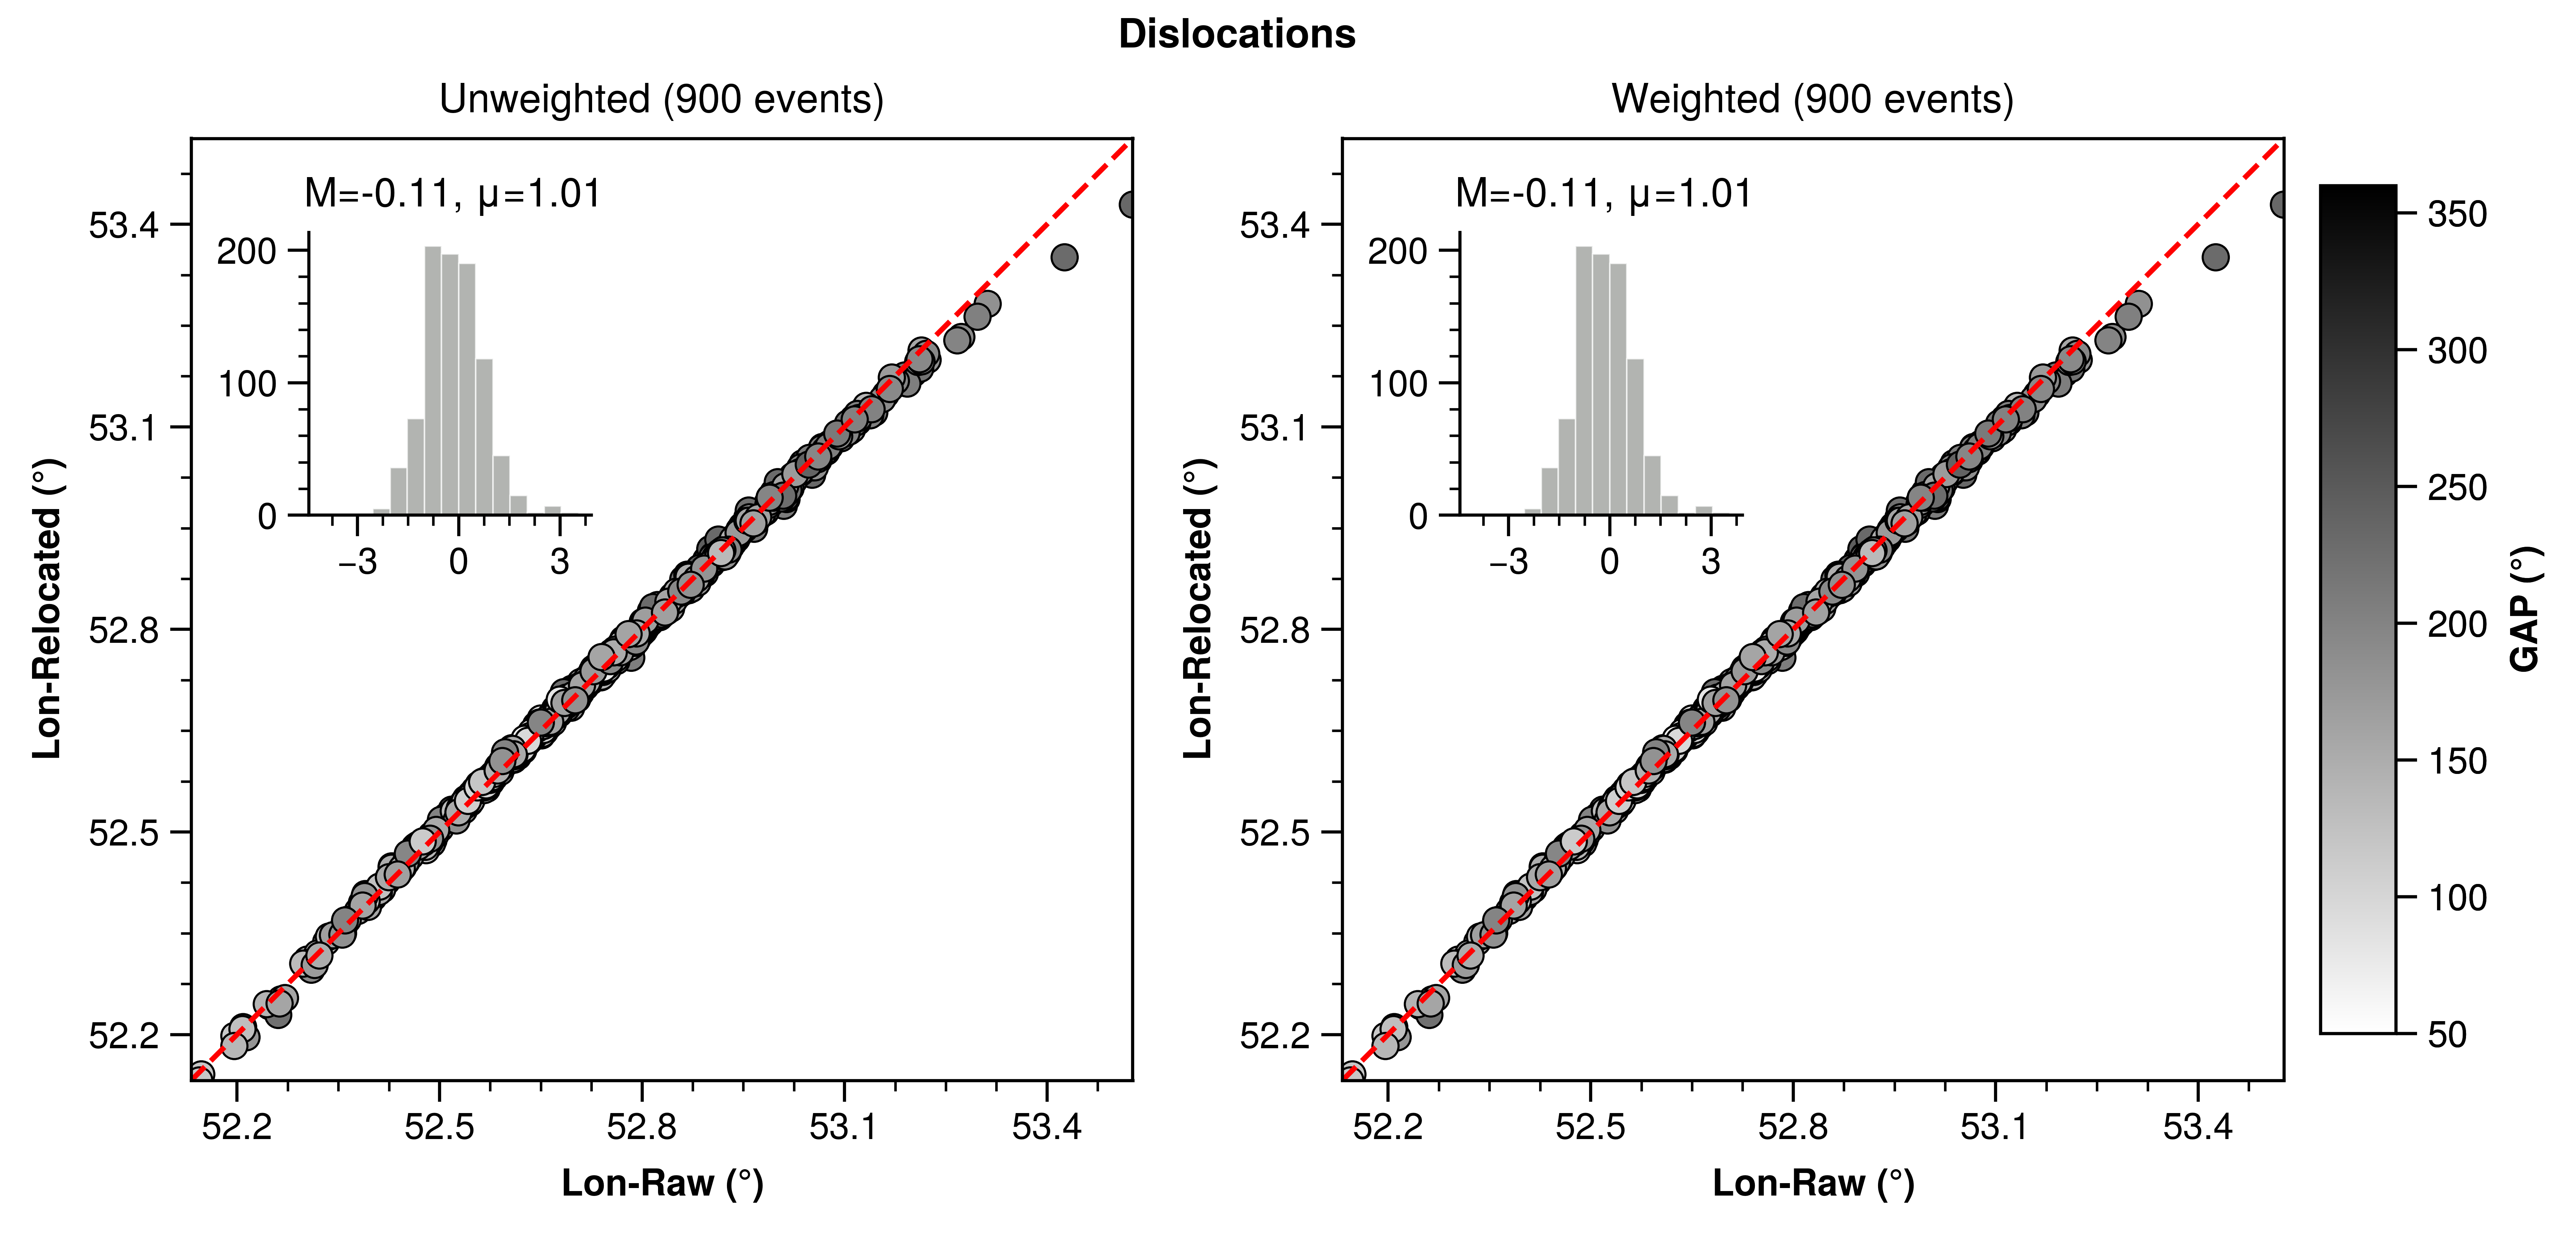 Dislocations
Unweighted (900 events)
M=-0.11, µ=1.01
200
100
0
−3 0 3
53.4
53.1
52.8
52.5
52.2
52.2 52.5 52.8 53.1 53.4
Lon-Relocated (°)
Lon-Raw (°)
Weighted (900 events)
M=-0.11, µ=1.01
200
100
0
−3 0 3
53.4
53.1
52.8
52.5
52.2
52.2 52.5 52.8 53.1 53.4
Lon-Relocated (°)
Lon-Raw (°)
350
300
250
200
150
100
50
GAP (°)